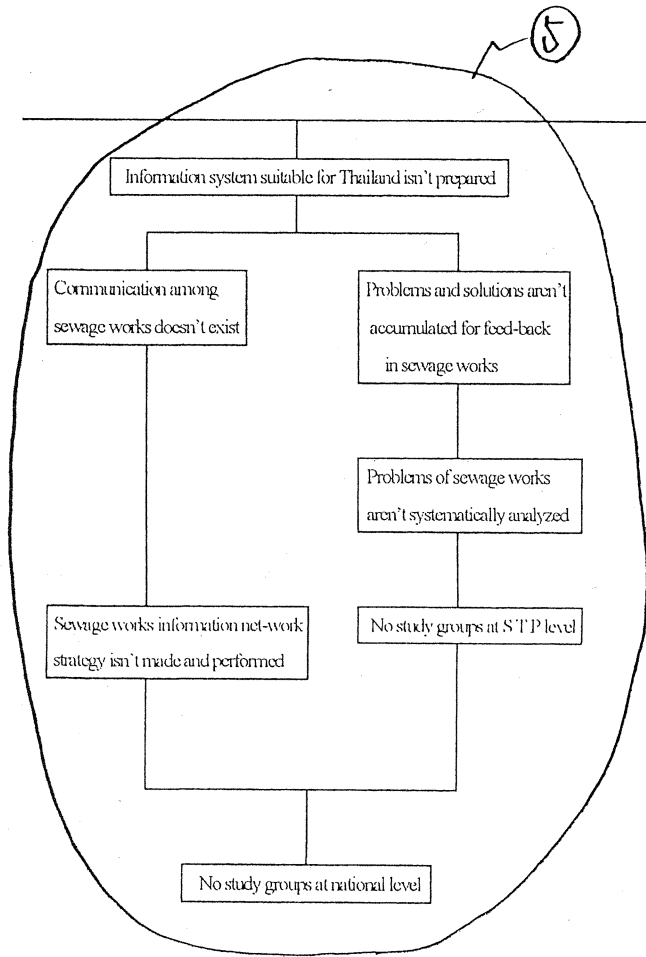 5
Information system suitable for Thailand isn't prepared
Communication among
sewage works doesn't exist
Problems and solutions aren't
accumulated for feed-back
in sewage works
Problems of sewage works
aren't systematically analyzed
Sewage works information net-work
strategy isn't made and performed
No study groups at S T P level
No study groups at national level